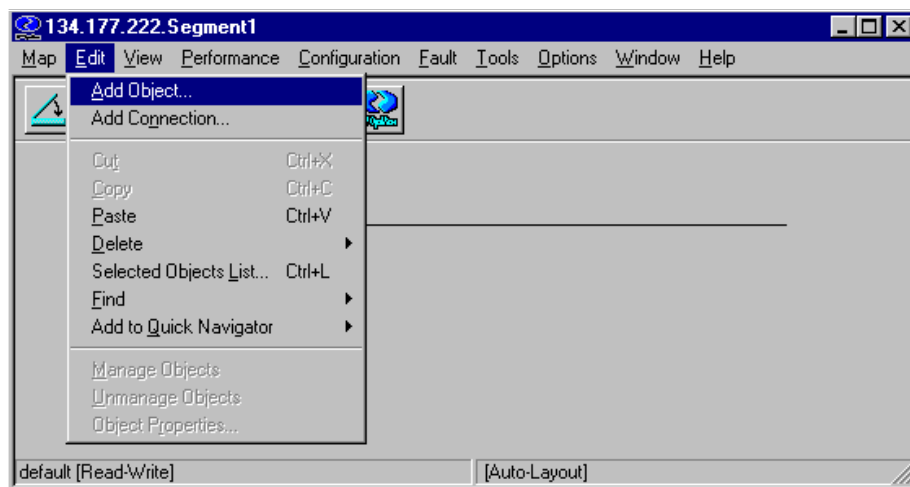 134.177.222.Segment1
Map Edit View Performance Configuration Fault Tools Options Window Help
Add Object...
Add Connection...
Cut Ctrl+X
Copy Ctrl+C
Paste Ctrl+V
Delete
Selected Objects List... Ctrl+L
Find
Add to Quick Navigator
Manage Objects
Unmanage Objects
Object Properties...
default [Read-Write] [Auto-Layout]